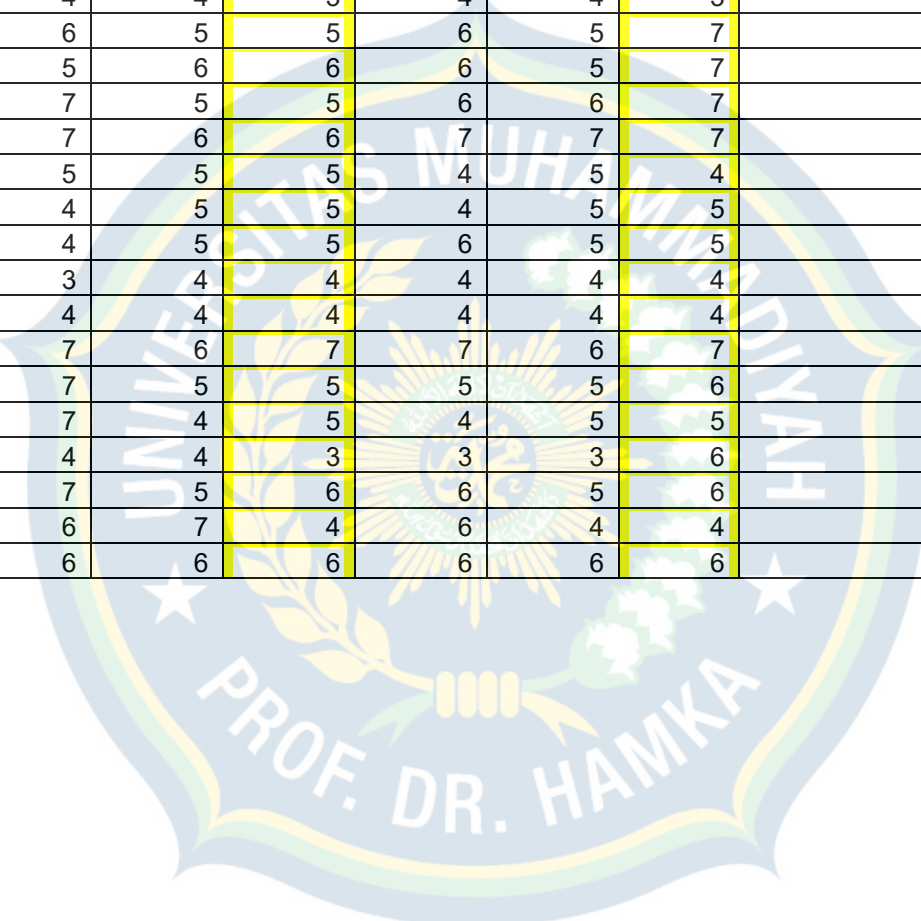 6 5 5 6 5 7
5 6 6 6 5 7
7 5 5 6 6 7
7 6 6 7 7 7
5 5 5 4 5 4
4 5 5 4 5 5
4 5 5 6 5 5
3 4 4 4 4 4
4 4 4 4 4 4
7 6 7 7 6 7
7 5 5 5 5 6
7 4 5 4 5 5
4 4 3 3 3 6
7 5 6 6 5 6
6 7 4 6 4 4
6 6 6 6 6 6
UNIVERSITAS MUHAMMADIYAH
PROF. DR. HAMKA